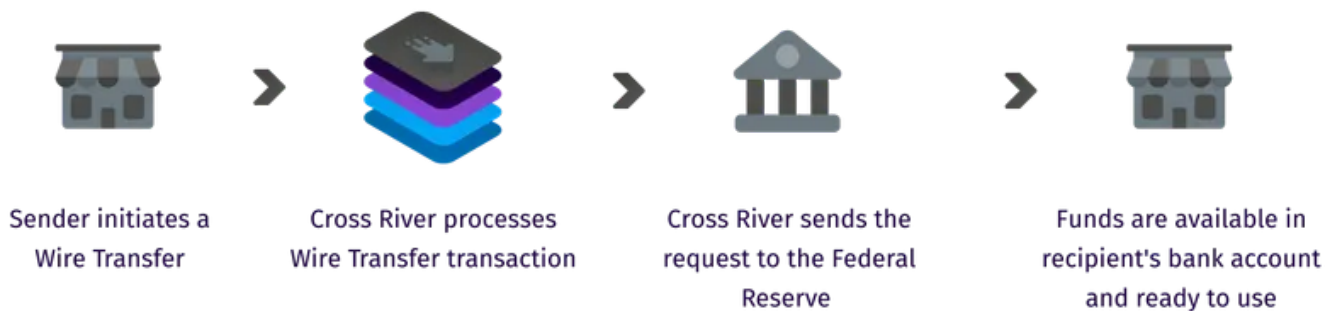 Sender initiates a
Wire Transfer
Cross River processes
Wire Transfer transaction
Cross River sends the
request to the Federal
Reserve
Funds are available in
recipient's bank account
and ready to use